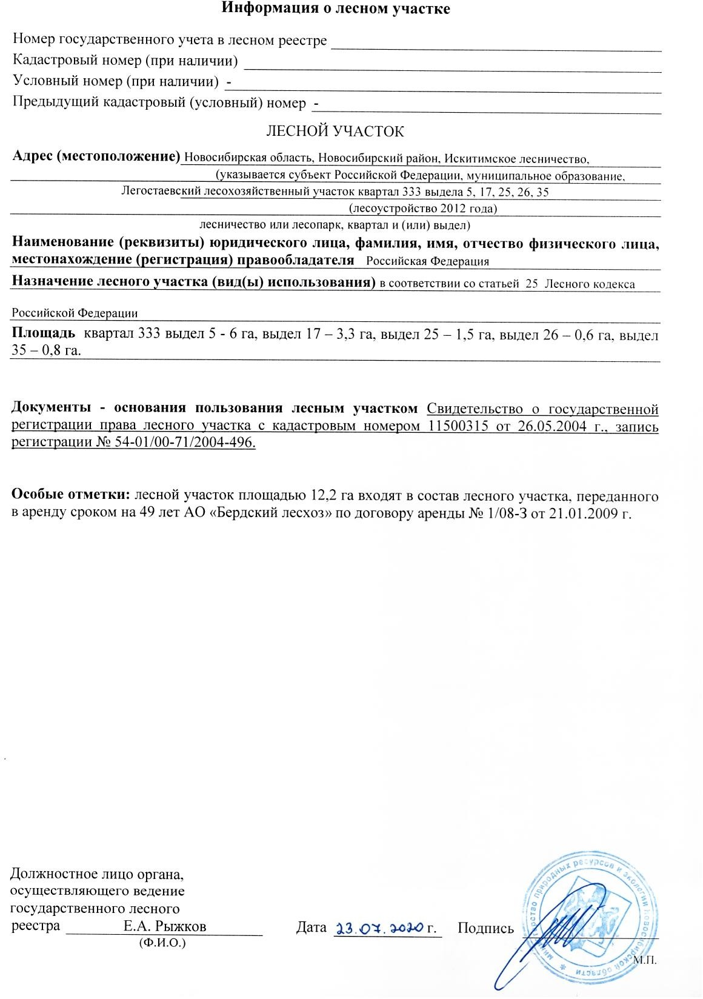 Информация о лесном участке
Номер государственного учета в лесном реестре
Кадастровый номер (при наличии)
Условный номер (при наличии) -
Предыдущий кадастровый (условный) номер -
ЛЕСНОЙ УЧАСТОК
Адрес (местоположение) Новосибирская область, Новосибирский район, Искитимское лесничество,
(указывается субъект Российской Федерации, муниципальное образование,
Легостаевский лесохозяйственный участок квартал 333 выдела 5, 17, 25, 26, 35
(лесоустройство 2012 года)
лесничество или лесопарк, квартал и (или) выдел)
Наименование (реквизиты) юридического лица, фамилия, имя, отчество физического лица,
местонахождение (регистрация) правообладателя Российская Федерация
Назначение лесного участка (вид(ы) использования) в соответствии со статьей 25 Лесного кодекса
Российской Федерации
Площадь квартал 333 выдел 5 - 6 га, выдел 17 – 3,3 га, выдел 25 – 1,5 га, выдел 26 – 0,6 га, выдел
35 – 0,8 га.
Документы - основания пользования лесным участком Свидетельство о государственной
регистрации права лесного участка с кадастровым номером 11500315 от 26.05.2004 г., запись
регистрации № 54-01/00-71/2004-496.
Особые отметки: лесной участок площадью 12,2 га входят в состав лесного участка, переданного
в аренду сроком на 49 лет АО «Бердский лесхоз» по договору аренды № 1/08-З от 21.01.2009 г.
Должностное лицо органа,
осуществляющего ведение
государственного лесного
реестра Е.А. Рыжков Дата 23.07.2020 г. Подпись
(Ф.И.О.)
М.П.
министерство природных ресурсов и экологии Новосибирской области *